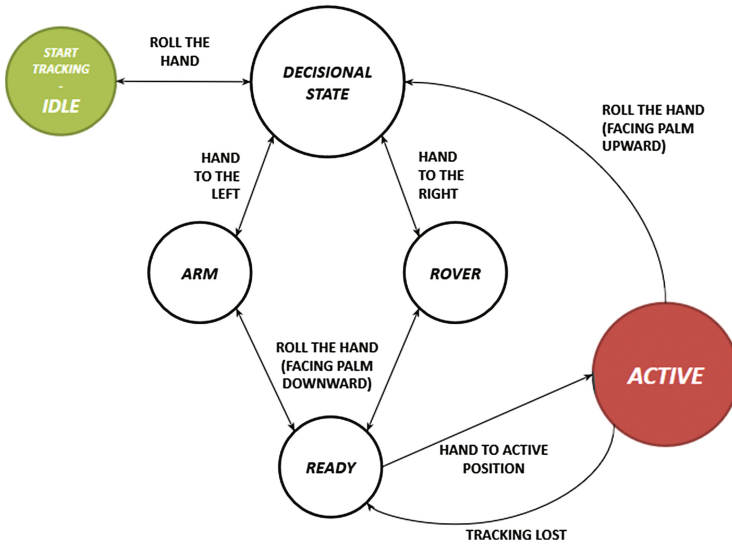 START
TRACKING
-
IDLE
ROLL THE
HAND
DECISIONAL
STATE
ROLL THE HAND
(FACING PALM
UPWARD)
HAND
TO THE
LEFT
HAND
TO THE
RIGHT
ARM
ROVER
ROLL THE HAND
(FACING PALM
DOWNWARD)
ACTIVE
READY
HAND TO ACTIVE
POSITION
TRACKING LOST